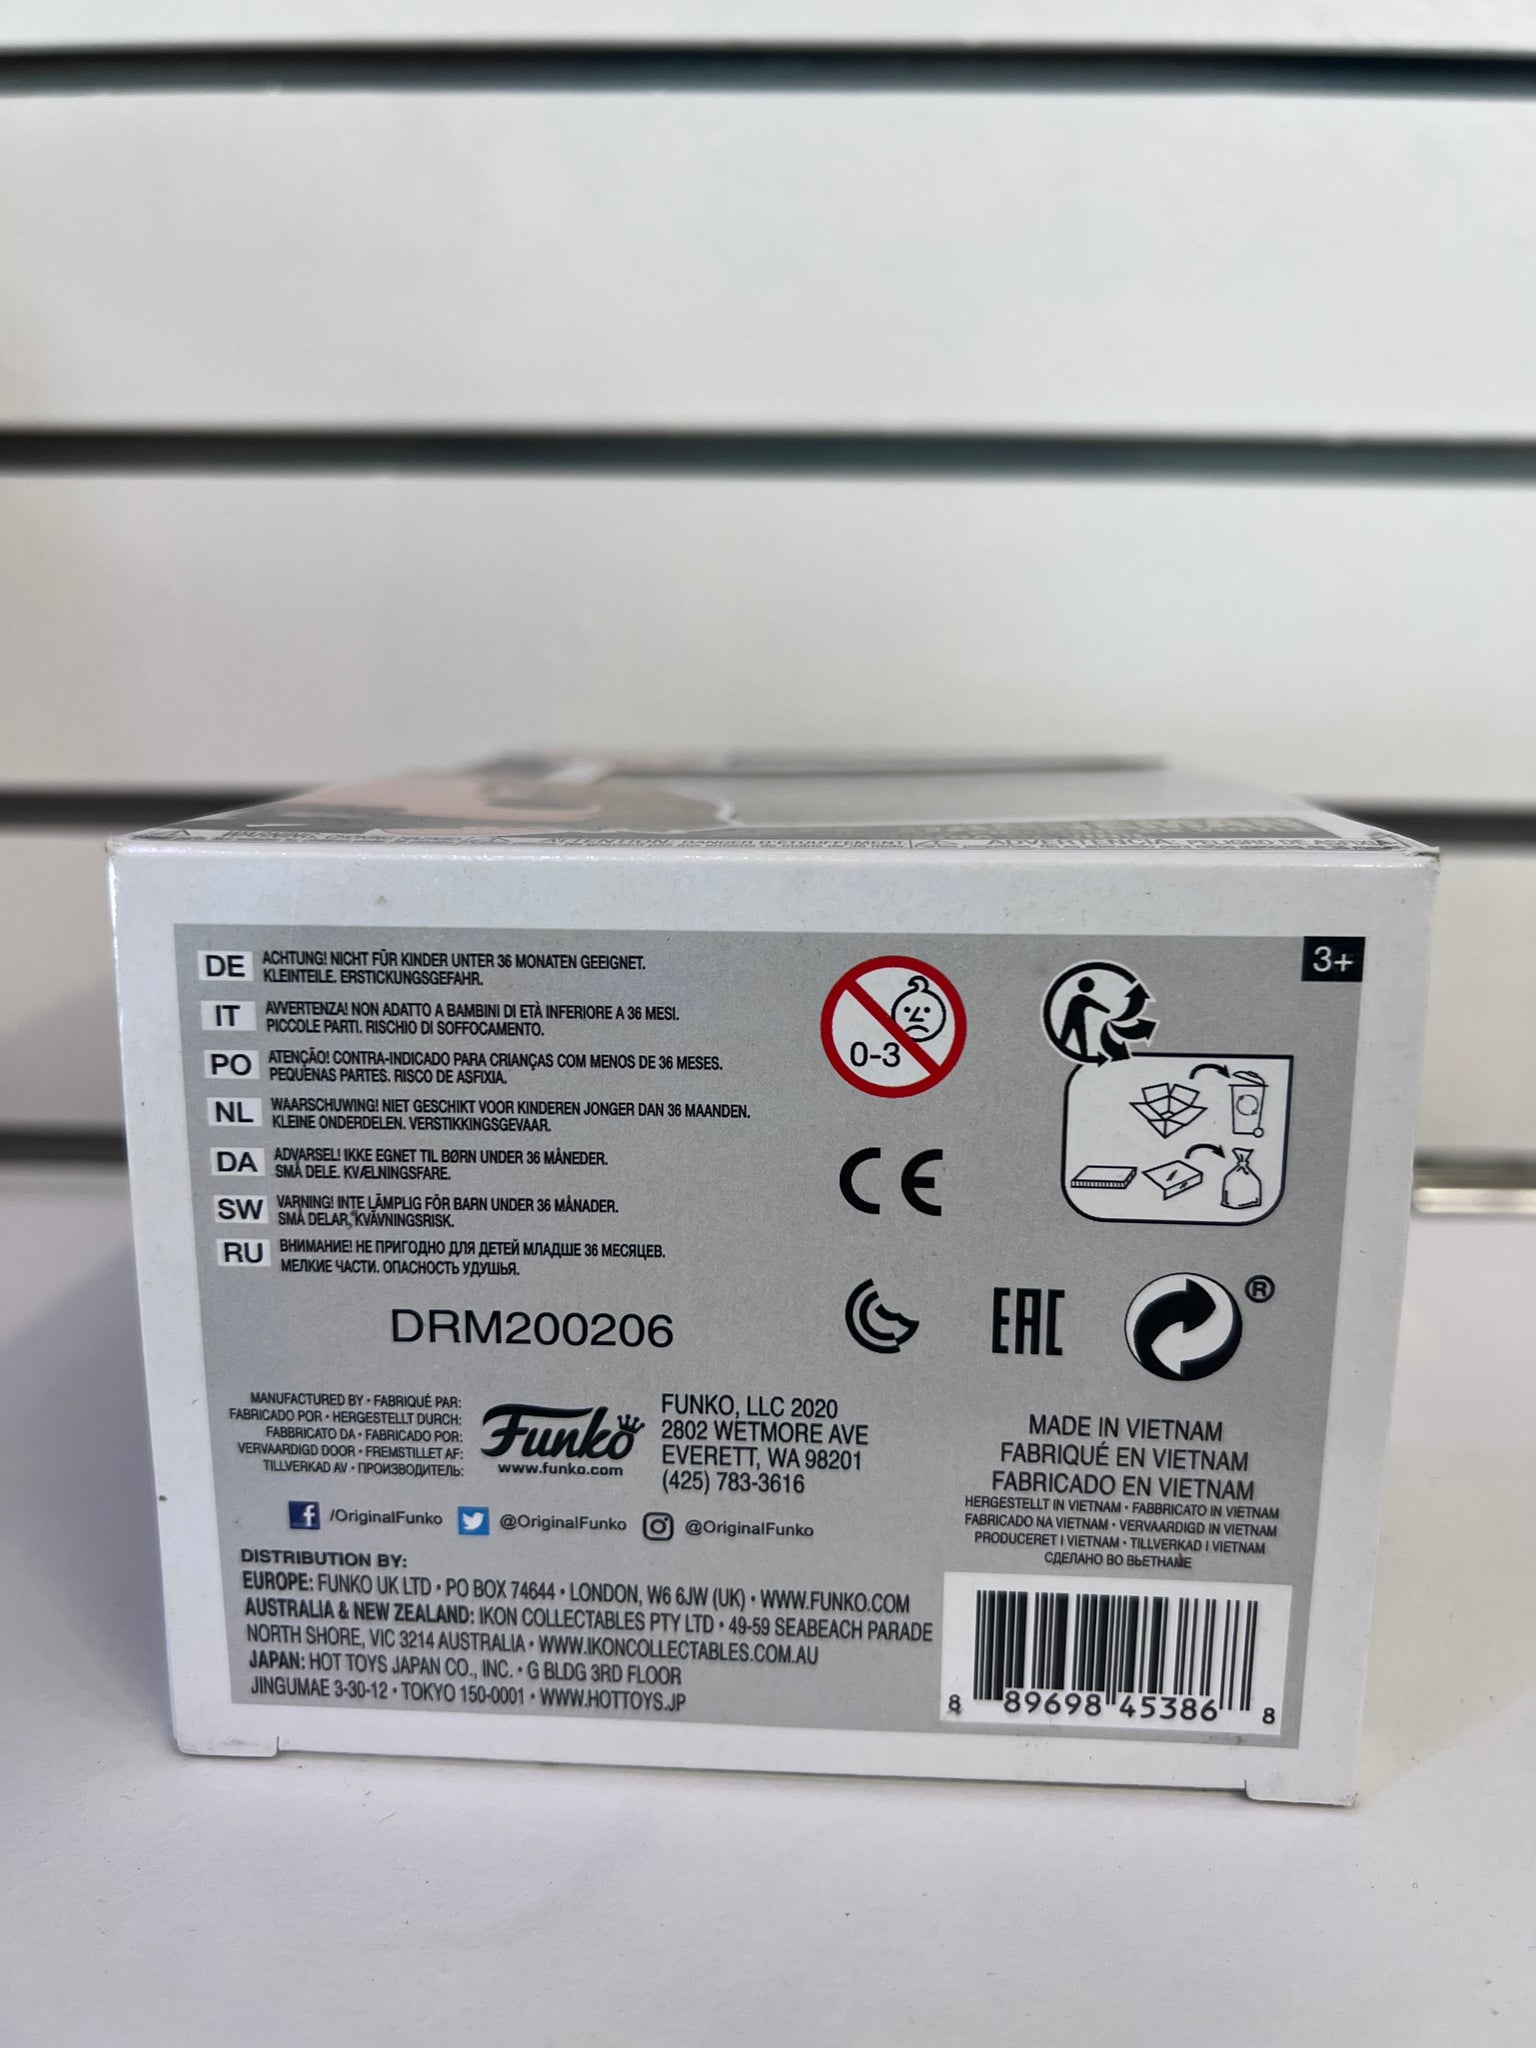 WARNING: CHOKING HAZARD
ATTENTION: DANGER D'ÉTOUFFEMENT
ADVERTENCIA: PELIGRO DE ASFIXIA
3+
DE ACHTUNG! NICHT FÜR KINDER UNTER 36 MONATEN GEEIGNET.
KLEINTEILE. ERSTICKUNGSGEFAHR.
IT AVVERTENZA! NON ADATTO A BAMBINI DI ETÀ INFERIORE A 36 MESI.
PICCOLE PARTI. RISCHIO DI SOFFOCAMENTO.
PO ATENÇÃO! CONTRA-INDICADO PARA CRIANÇAS COM MENOS DE 36 MESES.
PEQUENAS PARTES. RISCO DE ASFIXIA.
NL WAARSCHUWING! NIET GESCHIKT VOOR KINDEREN JONGER DAN 36 MAANDEN.
KLEINE ONDERDELEN. VERSTIKKINGSGEVAAR.
DA ADVARSEL! IKKE EGNET TIL BØRN UNDER 36 MÅNEDER.
SMÅ DELE. KVÆLNINGSFARE.
SW VARNING! INTE LÄMPLIG FÖR BARN UNDER 36 MÅNADER.
SMÅ DELAR, KVÄVNINGSRISK.
RU ВНИМАНИЕ! НЕ ПРИГОДНО ДЛЯ ДЕТЕЙ МЛАДШЕ 36 МЕСЯЦЕВ.
МЕЛКИЕ ЧАСТИ. ОПАСНОСТЬ УДУШЬЯ.
0-3
CE
EAC
®
DRM200206
MANUFACTURED BY • FABRIQUÉ PAR:
FABRICADO POR • HERGESTELLT DURCH:
FABBRICATO DA • FABRICADO POR:
VERVAARDIGD DOOR • FREMSTILLET AF:
TILLVERKAD AV • ПРОИЗВОДИТЕЛЬ:
Funko
www.funko.com
FUNKO, LLC 2020
2802 WETMORE AVE
EVERETT, WA 98201
(425) 783-3616
/OriginalFunko @OriginalFunko @OriginalFunko
MADE IN VIETNAM
FABRIQUÉ EN VIETNAM
FABRICADO EN VIETNAM
HERGESTELLT IN VIETNAM • FABBRICATO IN VIETNAM
FABRICADO NA VIETNAM • VERVAARDIGD IN VIETNAM
PRODUCERET I VIETNAM • TILLVERKAD I VIETNAM
СДЕЛАНО ВО ВЬЕТНАМЕ
DISTRIBUTION BY:
EUROPE: FUNKO UK LTD • PO BOX 74644 • LONDON, W6 6JW (UK) • WWW.FUNKO.COM
AUSTRALIA & NEW ZEALAND: IKON COLLECTABLES PTY LTD • 49-59 SEABEACH PARADE
NORTH SHORE, VIC 3214 AUSTRALIA • WWW.IKONCOLLECTABLES.COM.AU
JAPAN: HOT TOYS JAPAN CO., INC. • G BLDG 3RD FLOOR
JINGUMAE 3-30-12 • TOKYO 150-0001 • WWW.HOTTOYS.JP
8 89698 45386 8